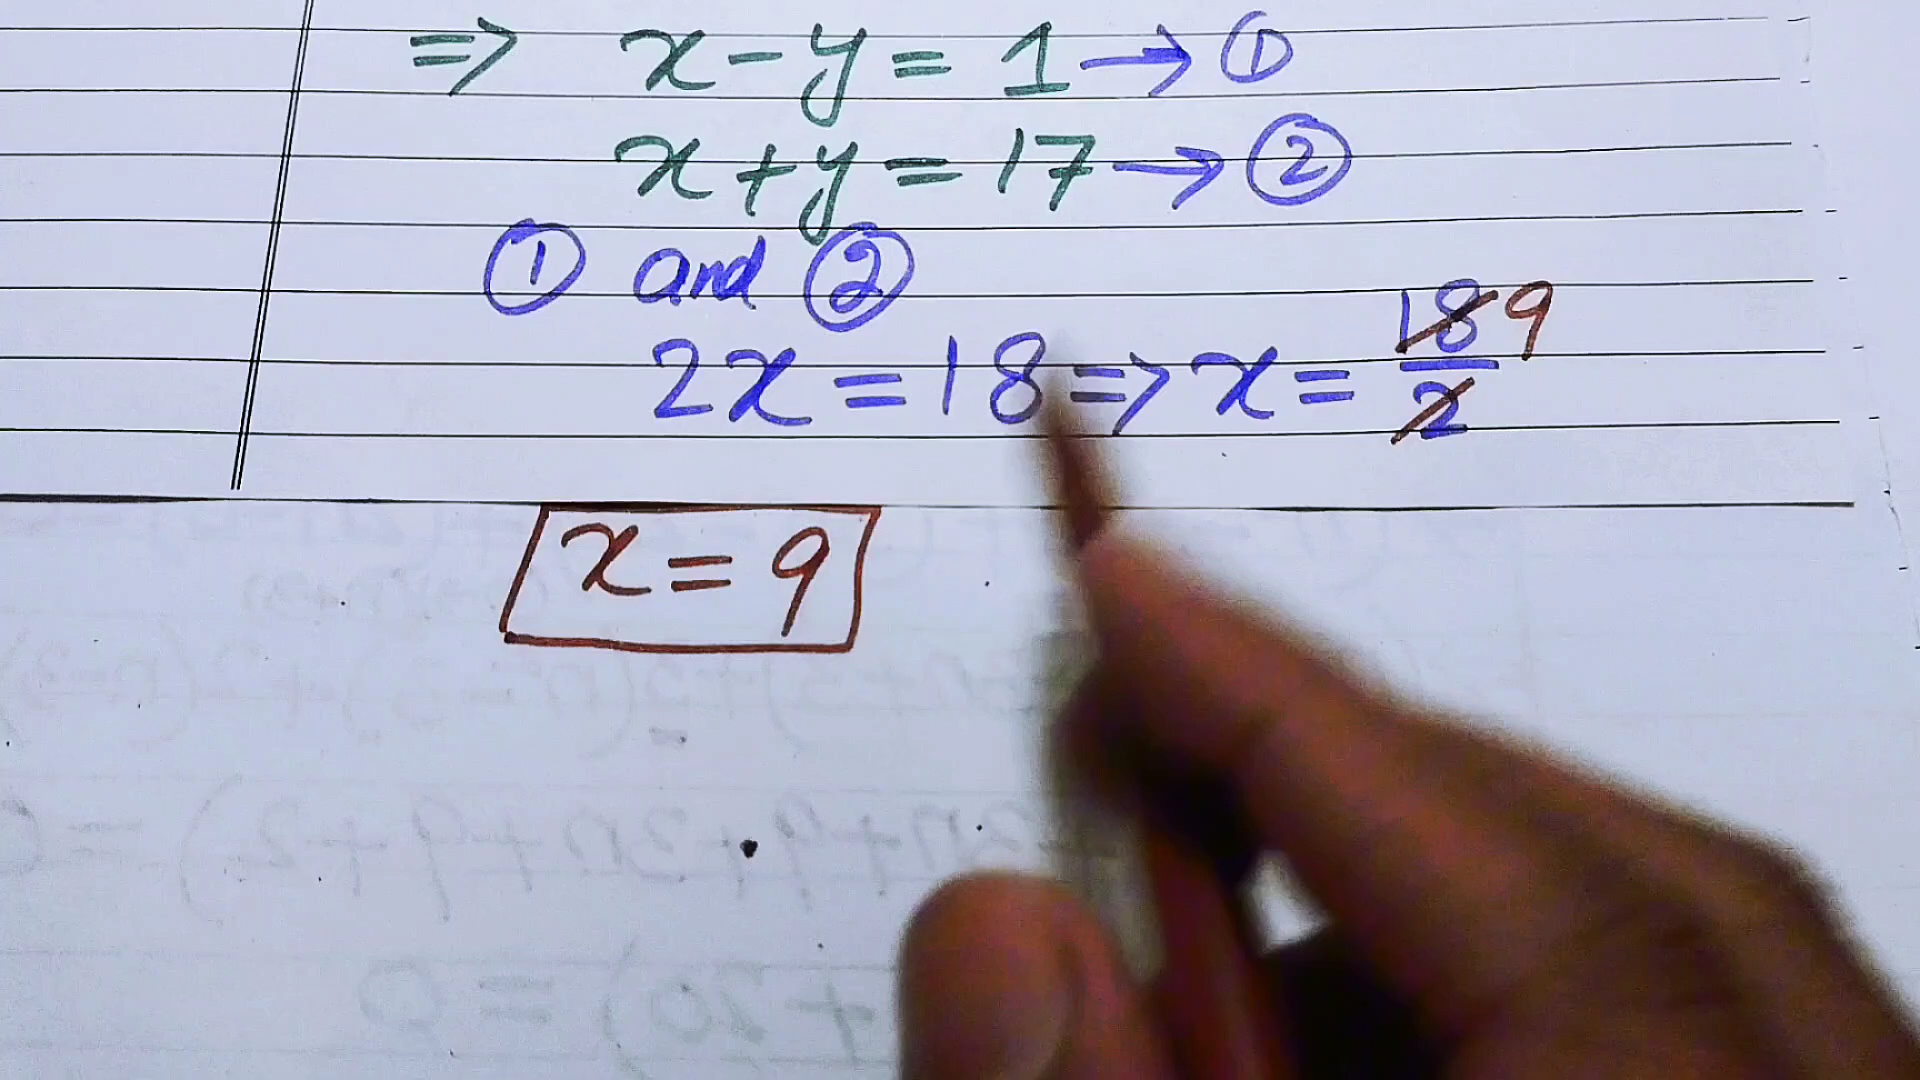 => x - y = 1 → ①
x + y = 17 → ②
① and ②
2x = 18 => x = 18/2 9
x = 9